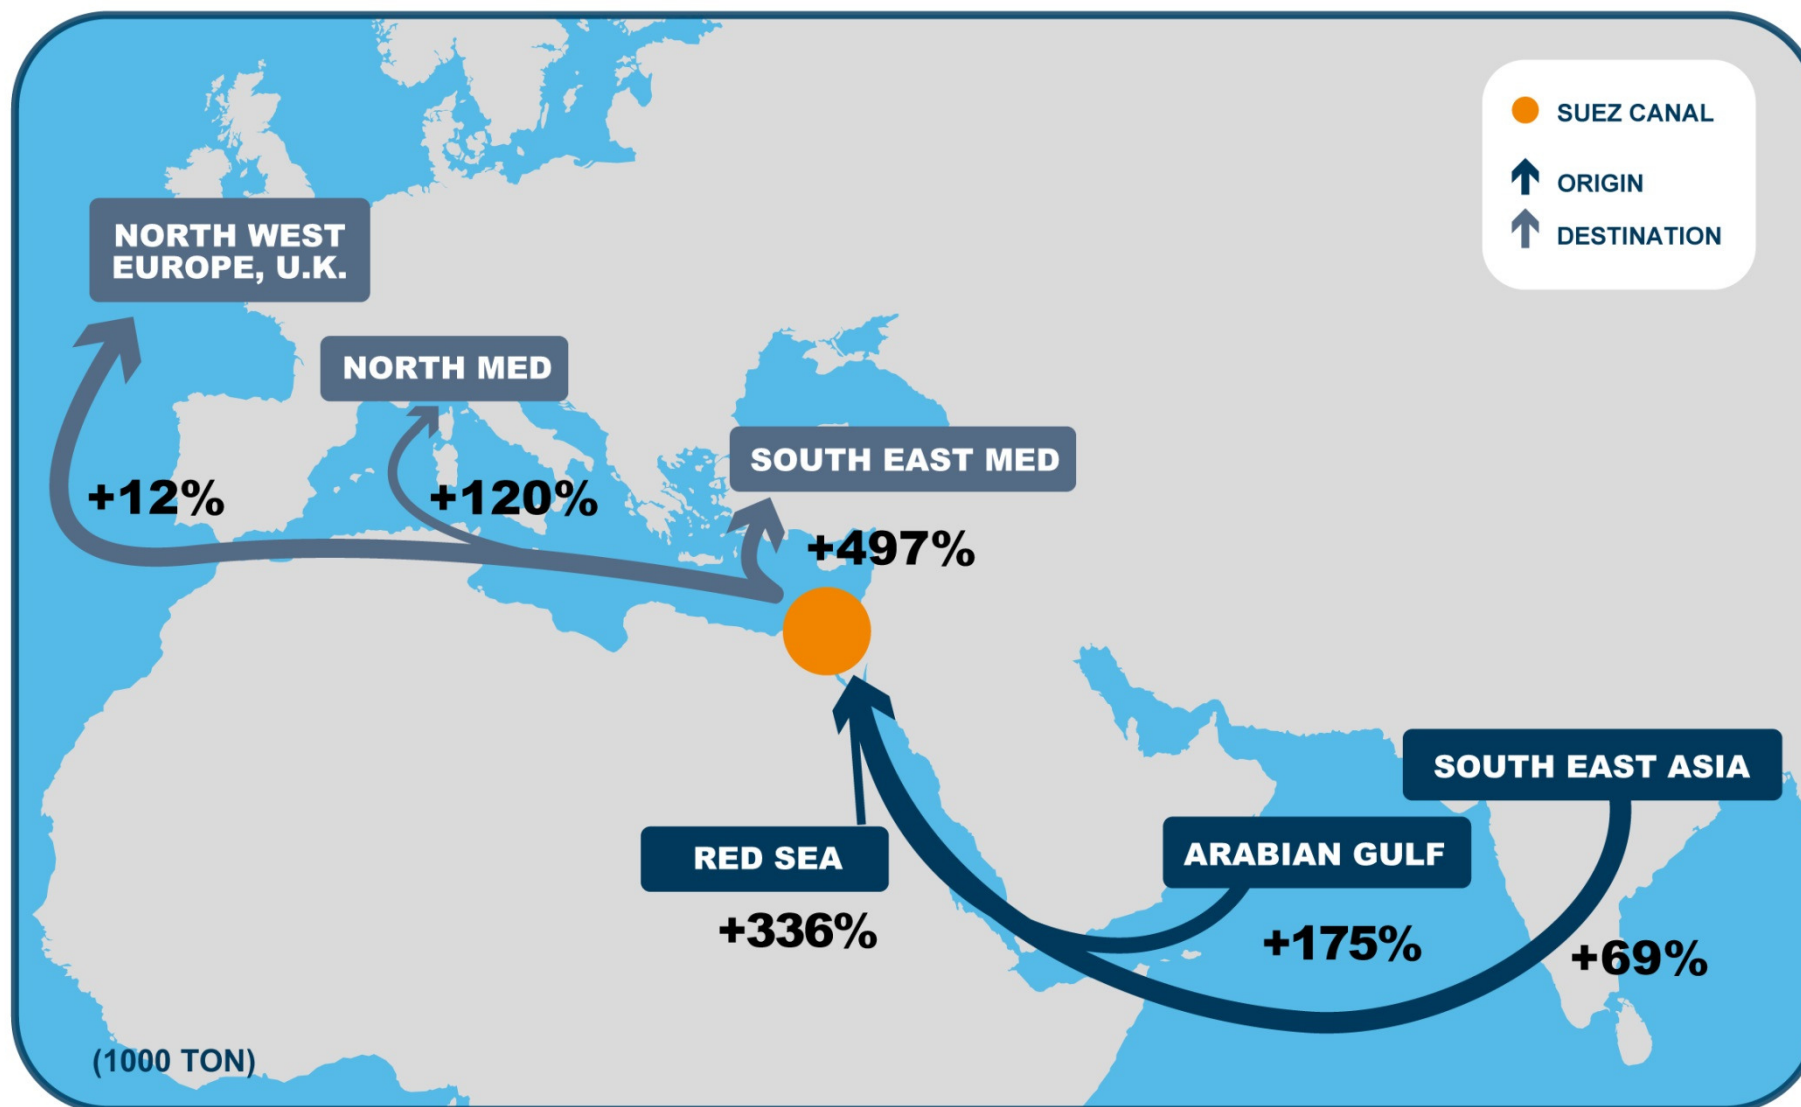 SUEZ CANAL
ORIGIN
DESTINATION
NORTH WEST
EUROPE, U.K.
NORTH MED
SOUTH EAST MED
+12%
+120%
+497%
SOUTH EAST ASIA
RED SEA
ARABIAN GULF
+336%
+175%
+69%
(1000 TON)